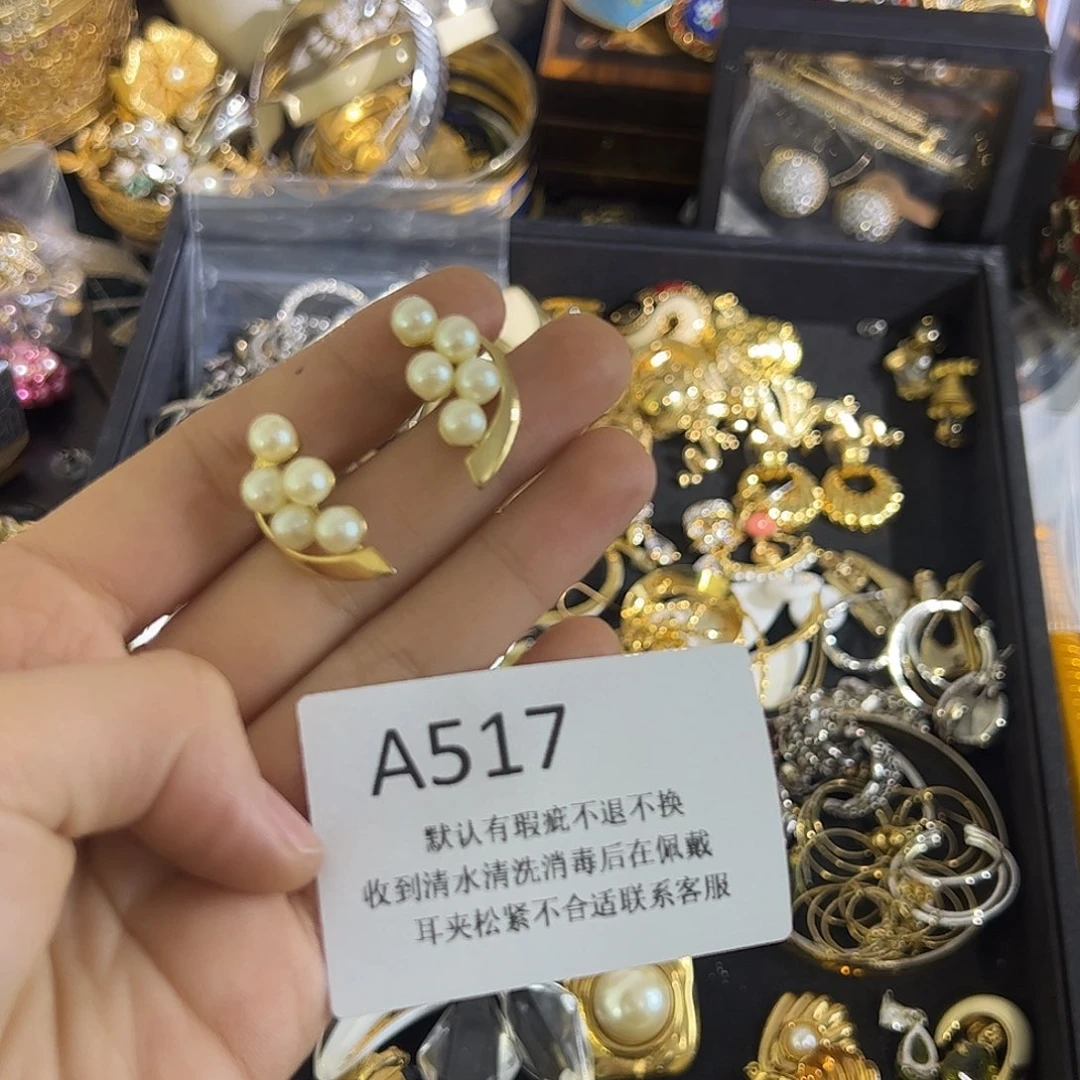 A517
默认有瑕疵不退不换
收到清水清洗消毒后在佩戴
耳夹松紧不合适联系客服